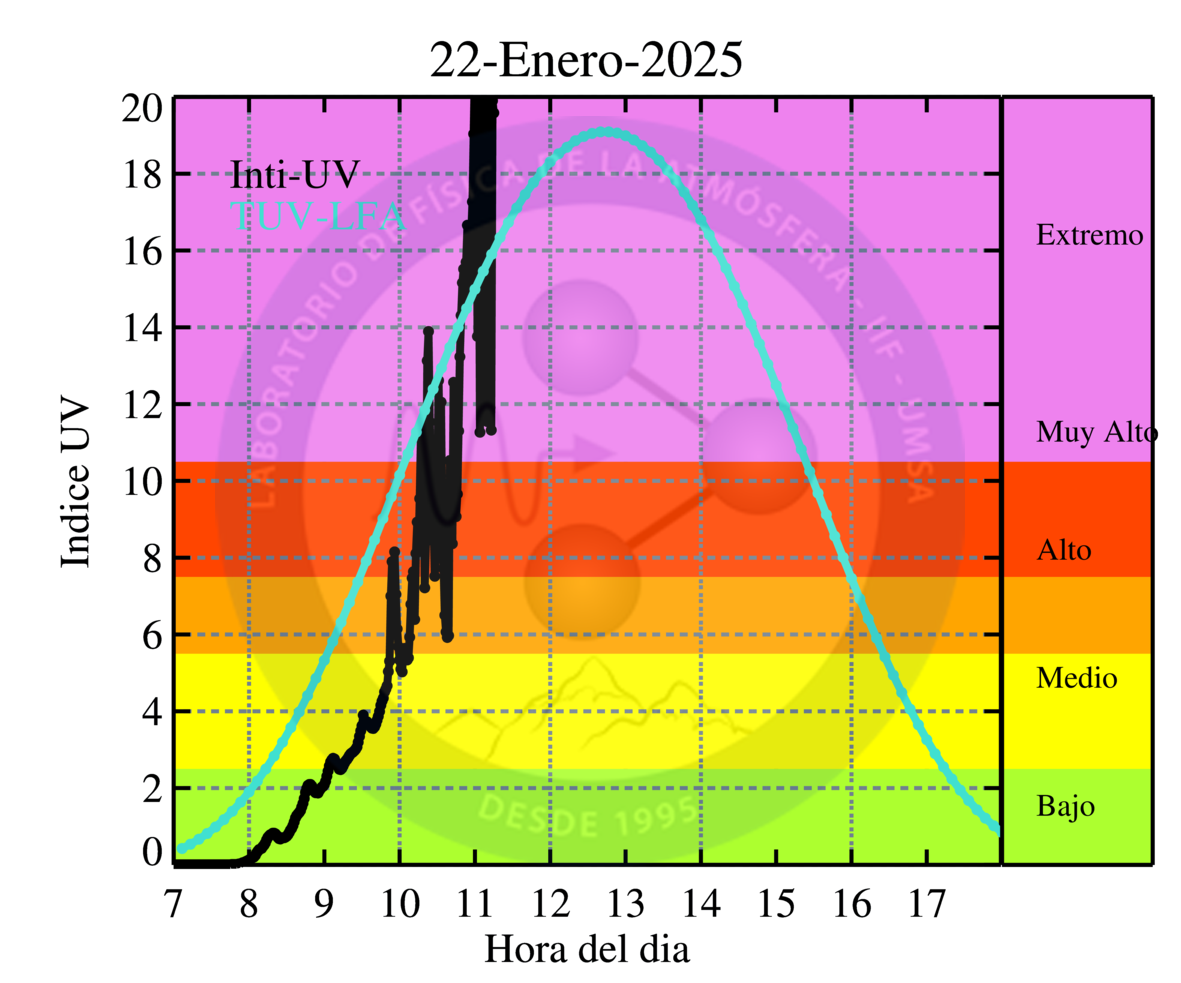 22-Enero-2025
Inti-UV
TUV-LFA
LABORATORIO DE FÍSICA DE LA ATMÓSFERA - IIF - UMSA
DESDE 1995
Indice UV
20
18
16
14
12
10
8
6
4
2
0
7 8 9 10 11 12 13 14 15 16 17
Hora del dia
Extremo
Muy Alto
Alto
Medio
Bajo